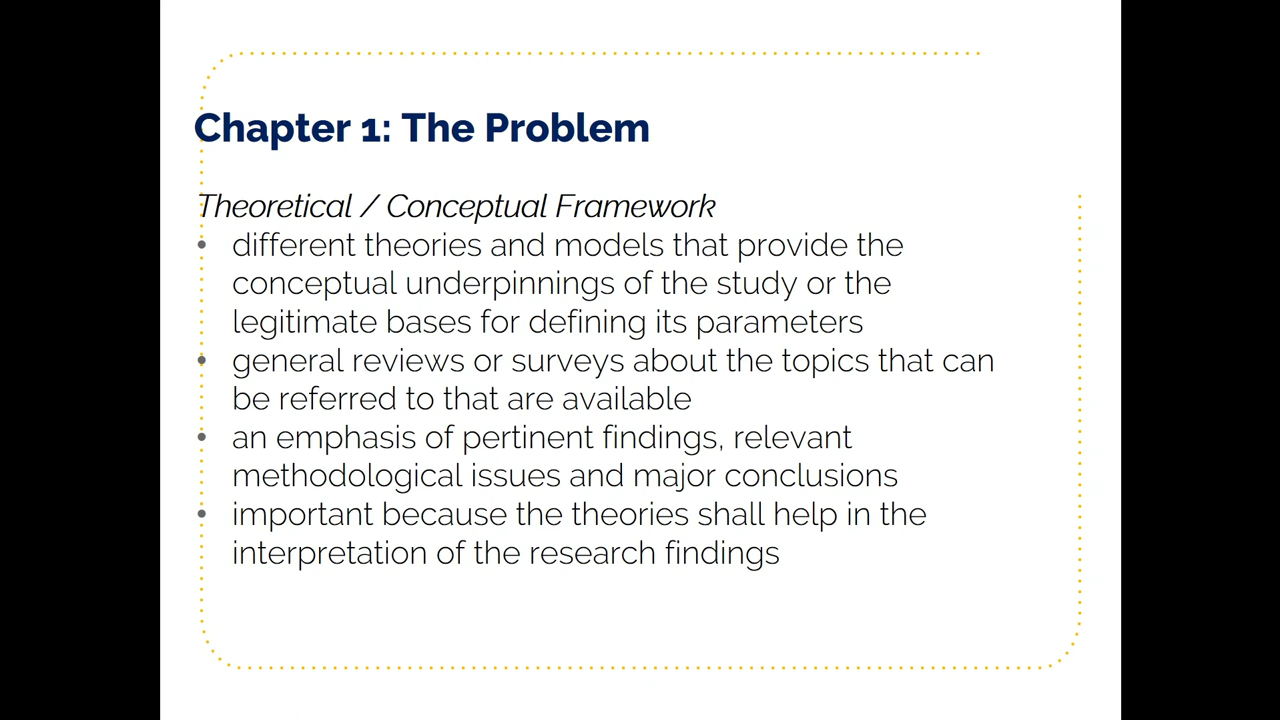 Chapter 1: The Problem
Theoretical / Conceptual Framework
• different theories and models that provide the
conceptual underpinnings of the study or the
legitimate bases for defining its parameters
• general reviews or surveys about the topics that can
be referred to that are available
• an emphasis of pertinent findings, relevant
methodological issues and major conclusions
• important because the theories shall help in the
interpretation of the research findings